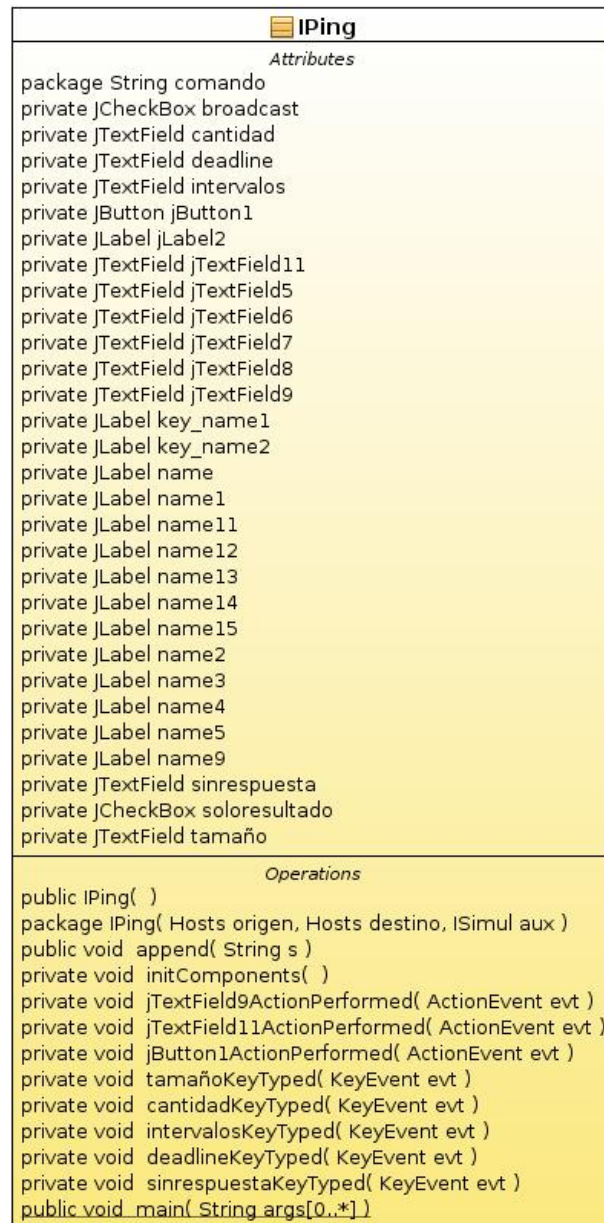 IPing
Attributes
package String comando
private JCheckBox broadcast
private JTextField cantidad
private JTextField deadline
private JTextField intervalos
private JButton jButton1
private JLabel jLabel2
private JTextField jTextField11
private JTextField jTextField5
private JTextField jTextField6
private JTextField jTextField7
private JTextField jTextField8
private JTextField jTextField9
private JLabel key_name1
private JLabel key_name2
private JLabel name
private JLabel name1
private JLabel name11
private JLabel name12
private JLabel name13
private JLabel name14
private JLabel name15
private JLabel name2
private JLabel name3
private JLabel name4
private JLabel name5
private JLabel name9
private JTextField sinrespuesta
private JCheckBox soloresultado
private JTextField tamaño
Operations
public IPing( )
package IPing( Hosts origen, Hosts destino, ISimul aux )
public void append( String s )
private void initComponents( )
private void jTextField9ActionPerformed( ActionEvent evt )
private void jTextField11ActionPerformed( ActionEvent evt )
private void jButton1ActionPerformed( ActionEvent evt )
private void tamañoKeyTyped( KeyEvent evt )
private void cantidadKeyTyped( KeyEvent evt )
private void intervalosKeyTyped( KeyEvent evt )
private void deadlineKeyTyped( KeyEvent evt )
private void sinrespuestaKeyTyped( KeyEvent evt )
public void main( String args[0..*] )